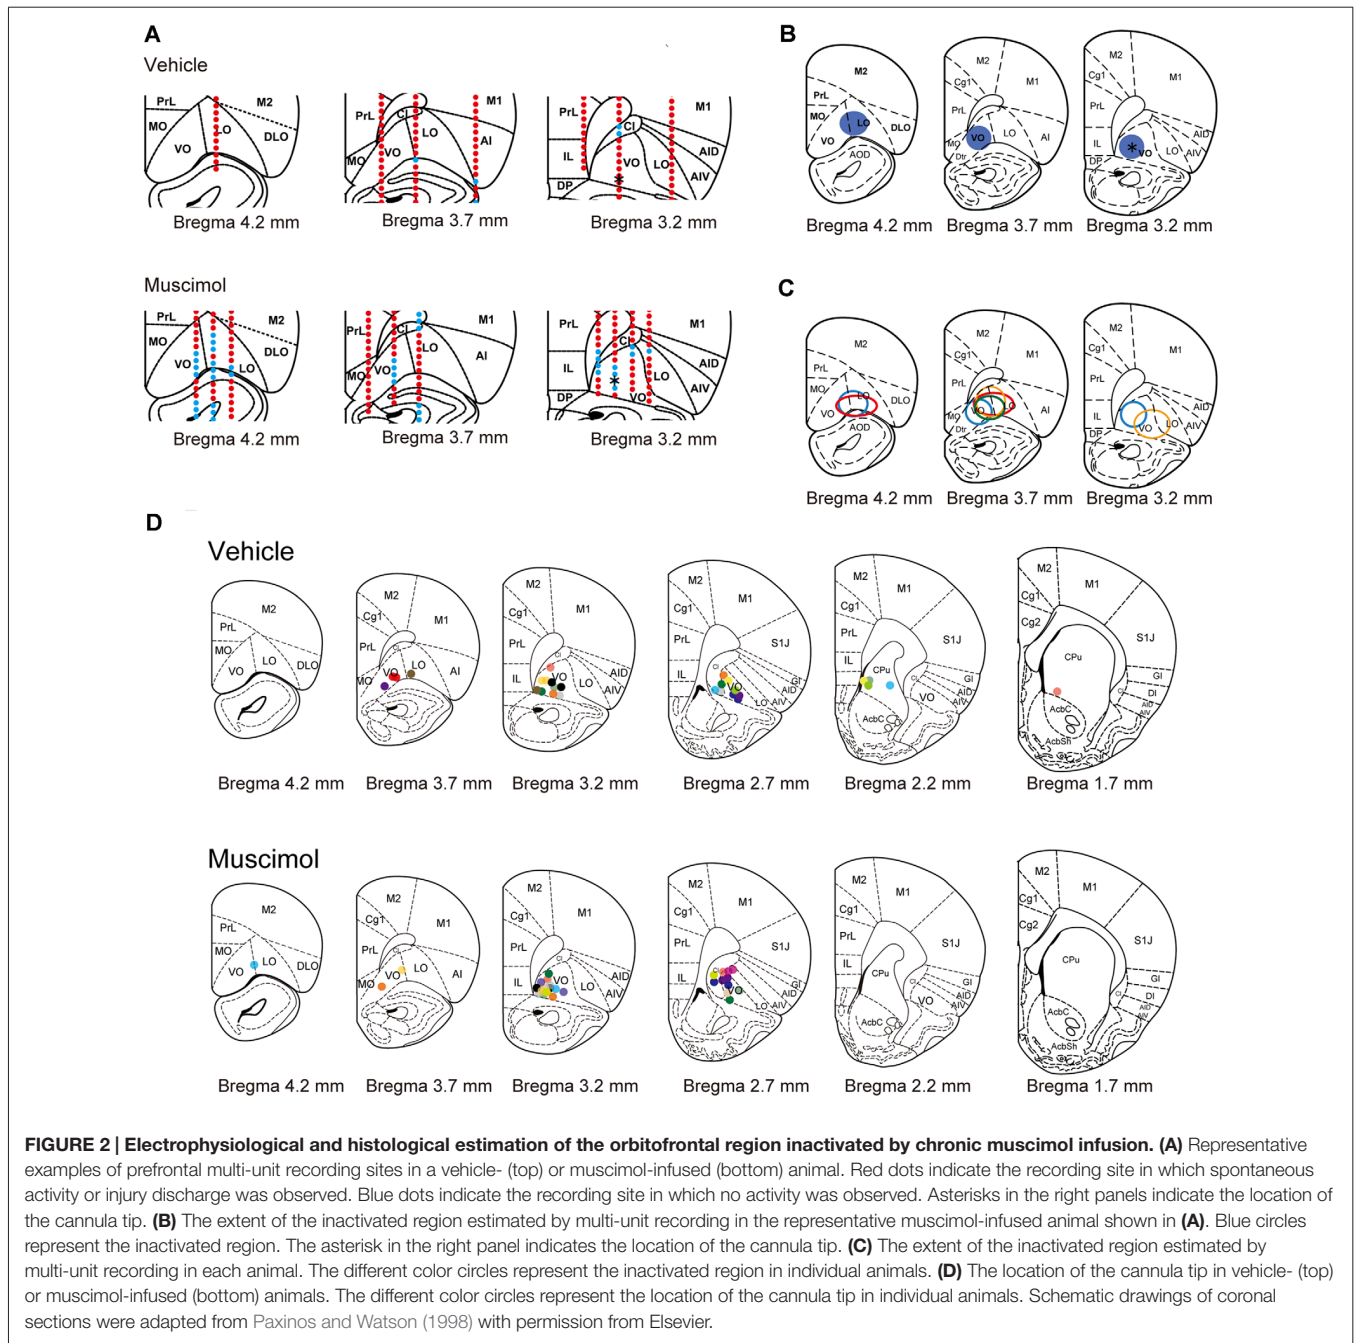 A
Vehicle
PrL
M2
MO
LO
DLO
VO
Bregma 4.2 mm
M1
PrL
Cl
LO
AI
VO
MO
Bregma 3.7 mm
PrL
M1
Cl
IL
VO
LO
AID
AIV
DP
Bregma 3.2 mm
Muscimol
PrL
M2
MO
VO
DLO
LO
Bregma 4.2 mm
M1
PrL
Cl
LO
AI
VO
MO
Bregma 3.7 mm
PrL
M1
Cl
AID
IL
LO
AIV
DP
VO
Bregma 3.2 mm
B
M2
PrL
MO
LO
DLO
VO
AOD
Bregma 4.2 mm
M2
Cg1
M1
PrL
VO
LO
AI
MO
Dtr
Bregma 3.7 mm
M2
Cg1
M1
PrL
IL
AID
VO
LO
AIV
DP
Bregma 3.2 mm
C
M2
PrL
MO
LO
DLO
VO
AOD
Bregma 4.2 mm
M2
Cg1
M1
PrL
VO
LO
AI
MO
Dtr
Bregma 3.7 mm
M2
Cg1
M1
PrL
IL
AID
VO
LO
AIV
DP
Bregma 3.2 mm
D
Vehicle
M2
PrL
MO
LO
VO
DLO
Bregma 4.2 mm
M2
Cg1
M1
PrL
Cl
VO
LO
AI
MO
Bregma 3.7 mm
M2
Cg1
M1
PrL
Cl
IL
VO
LO
AID
AIV
Bregma 3.2 mm
M2
Cg1
M1
PrL
S1J
IL
Cl
VO
GI
AID
AIV
LO
Bregma 2.7 mm
M2
Cg1
M1
PrL
S1J
IL
CPu
Cl
VO
GI
AID
AIV
AcbC
Bregma 2.2 mm
M2
Cg1
M1
Cg2
S1J
CPu
Cl
GI
DI
AID
AIV
AcbC
AcbSh
Bregma 1.7 mm
Muscimol
M2
PrL
MO
LO
VO
DLO
Bregma 4.2 mm
M2
Cg1
M1
PrL
Cl
VO
LO
AI
MO
Bregma 3.7 mm
M2
Cg1
M1
PrL
Cl
IL
VO
LO
AID
AIV
Bregma 3.2 mm
M2
Cg1
M1
PrL
S1J
IL
Cl
GI
AID
AIV
LO
Bregma 2.7 mm
M2
Cg1
M1
PrL
S1J
IL
CPu
Cl
VO
GI
AID
AIV
AcbC
Bregma 2.2 mm
M2
Cg1
M1
Cg2
S1J
CPu
Cl
GI
DI
AID
AIV
AcbC
AcbSh
Bregma 1.7 mm
FIGURE 2 | Electrophysiological and histological estimation of the orbitofrontal region inactivated by chronic muscimol infusion. (A) Representative
examples of prefrontal multi-unit recording sites in a vehicle- (top) or muscimol-infused (bottom) animal. Red dots indicate the recording site in which spontaneous
activity or injury discharge was observed. Blue dots indicate the recording site in which no activity was observed. Asterisks in the right panels indicate the location of
the cannula tip. (B) The extent of the inactivated region estimated by multi-unit recording in the representative muscimol-infused animal shown in (A). Blue circles
represent the inactivated region. The asterisk in the right panel indicates the location of the cannula tip. (C) The extent of the inactivated region estimated by
multi-unit recording in each animal. The different color circles represent the inactivated region in individual animals. (D) The location of the cannula tip in vehicle- (top)
or muscimol-infused (bottom) animals. The different color circles represent the location of the cannula tip in individual animals. Schematic drawings of coronal
sections were adapted from Paxinos and Watson (1998) with permission from Elsevier.